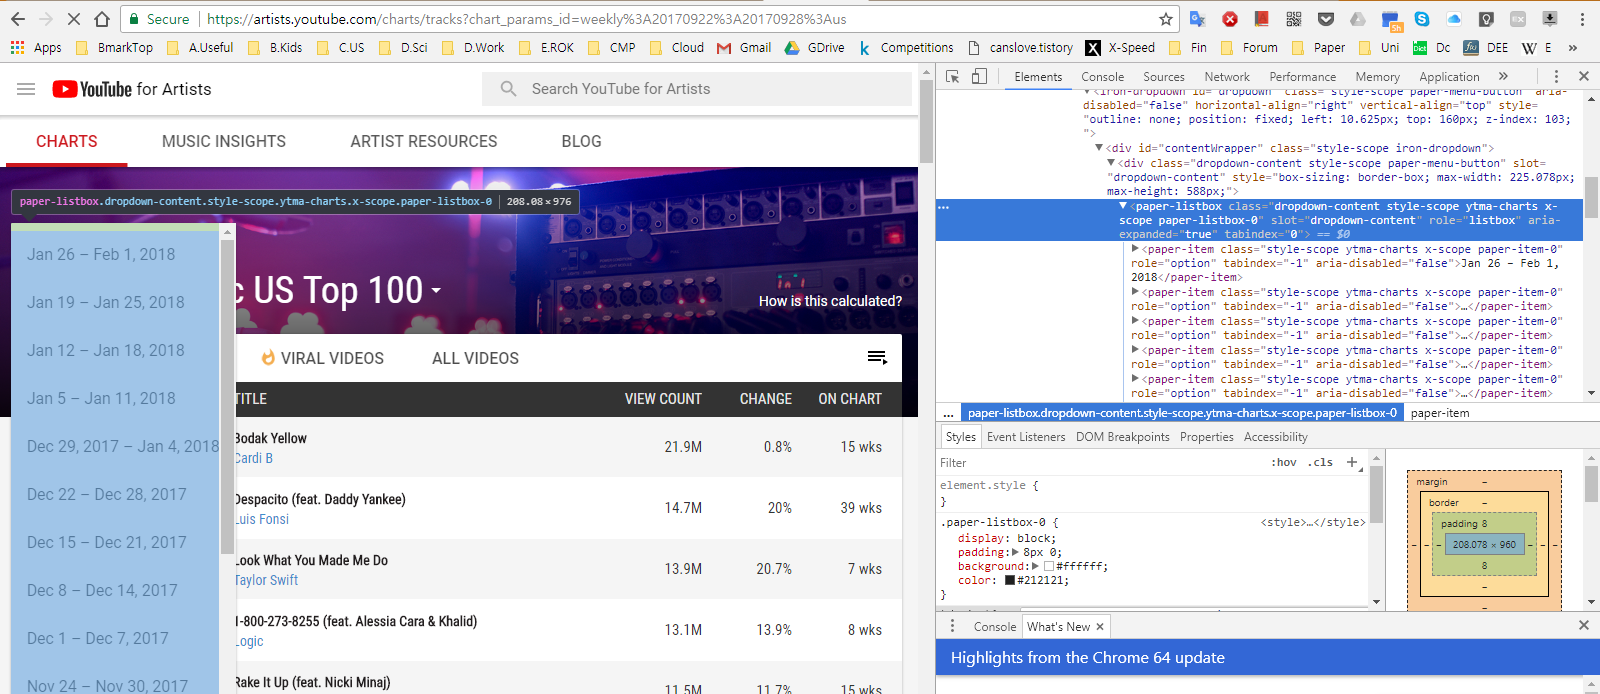 Secure https://artists.youtube.com/charts/tracks?chart_params_id=weekly%3A20170922%3A20170928%3Aus
Apps BmarkTop A.Useful B.Kids C.US D.Sci D.Work E.ROK CMP Cloud Gmail GDrive Competitions canslove.tistory X-Speed Fin Forum Paper Uni Dc DEE E »
YouTube for Artists
Search YouTube for Artists
CHARTS MUSIC INSIGHTS ARTIST RESOURCES BLOG
paper-listbox.dropdown-content.style-scope.ytma-charts.x-scope.paper-listbox-0 208.08 × 976
Jan 26 – Feb 1, 2018
Jan 19 – Jan 25, 2018
Jan 12 – Jan 18, 2018
Jan 5 – Jan 11, 2018
Dec 29, 2017 – Jan 4, 2018
Dec 22 – Dec 28, 2017
Dec 15 – Dec 21, 2017
Dec 8 – Dec 14, 2017
Dec 1 – Dec 7, 2017
Nov 24 – Nov 30, 2017
c US Top 100
How is this calculated?
VIRAL VIDEOS ALL VIDEOS
TITLE VIEW COUNT CHANGE ON CHART
Bodak Yellow
Cardi B
21.9M 0.8% 15 wks
Despacito (feat. Daddy Yankee)
Luis Fonsi
14.7M 20% 39 wks
Look What You Made Me Do
Taylor Swift
13.9M 20.7% 7 wks
1-800-273-8255 (feat. Alessia Cara & Khalid)
Logic
13.1M 13.9% 8 wks
Rake It Up (feat. Nicki Minaj)
11.5M 11.7% 15 wks
Elements Console Sources Network Performance Memory Application »
<iron-dropdown id="dropdown" class="style-scope paper-menu-button" aria-
disabled="false" horizontal-align="right" vertical-align="top" style=
"outline: none; position: fixed; left: 10.625px; top: 160px; z-index: 103;
">
<div id="contentWrapper" class="style-scope iron-dropdown">
<div class="dropdown-content style-scope paper-menu-button" slot=
"dropdown-content" style="box-sizing: border-box; max-width: 225.078px;
max-height: 588px;">
<paper-listbox class="dropdown-content style-scope ytma-charts x-
scope paper-listbox-0" slot="dropdown-content" role="listbox" aria-
expanded="true" tabindex="0"> == $0
<paper-item class="style-scope ytma-charts x-scope paper-item-0"
role="option" tabindex="-1" aria-disabled="false">Jan 26 – Feb 1,
2018</paper-item>
<paper-item class="style-scope ytma-charts x-scope paper-item-0"
role="option" tabindex="-1" aria-disabled="false">…</paper-item>
<paper-item class="style-scope ytma-charts x-scope paper-item-0"
role="option" tabindex="-1" aria-disabled="false">…</paper-item>
<paper-item class="style-scope ytma-charts x-scope paper-item-0"
role="option" tabindex="-1" aria-disabled="false">…</paper-item>
<paper-item class="style-scope ytma-charts x-scope paper-item-0"
role="option" tabindex="-1" aria-disabled="false">…</paper-item>
... paper-listbox.dropdown-content.style-scope.ytma-charts.x-scope.paper-listbox-0 paper-item
Styles Event Listeners DOM Breakpoints Properties Accessibility
Filter :hov .cls +
element.style {
}
.paper-listbox-0 { <style>…</style>
display: block;
padding: 8px 0;
background: #ffffff;
color: #212121;
}
margin –
border –
padding 8
– – – 208.078 × 960 – – –
8
–
–
Console What's New ×
Highlights from the Chrome 64 update